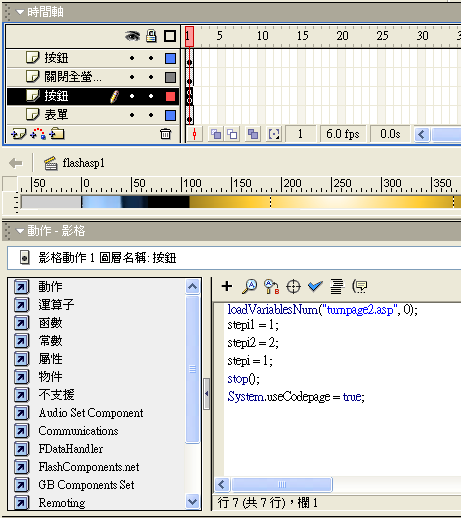 時間軸
1 5 10 15 20 25 30
按鈕
關閉全螢...
按鈕
表單
1 6.0 fps 0.0s
flashasp1
50 0 50 100 150 200 250 300 350
動作 - 影格
影格動作 1 圖層名稱: 按鈕
動作
運算子
函數
常數
屬性
物件
不支援
Audio Set Component
Communications
FDataHandler
FlashComponents.net
GB Components Set
Remoting
loadVariablesNum("turnpage2.asp", 0);
stepi1 = 1;
stepi2 = 2;
stepi = 1;
stop();
System.useCodepage = true;
行 7 (共 7 行)，欄 1